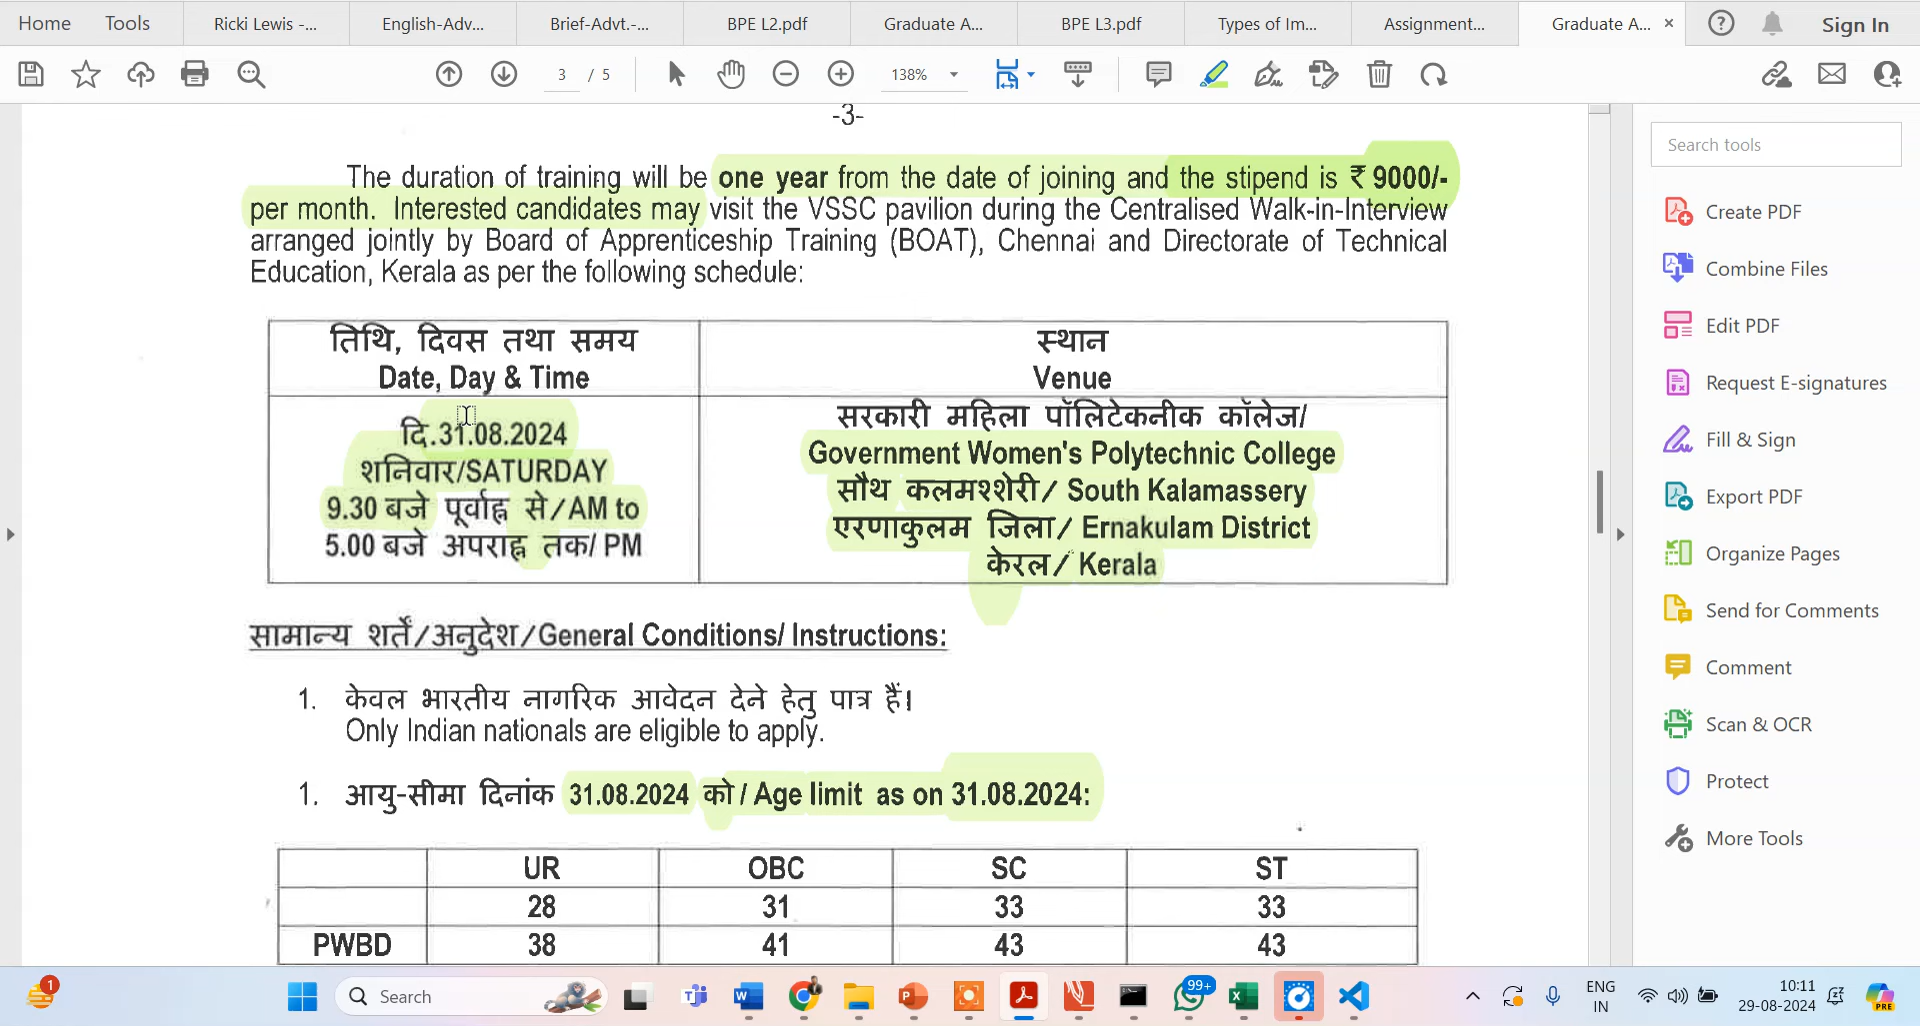 Home
Tools
Ricki Lewis -...
English-Adv...
Brief-Advt.-...
BPE L2.pdf
Graduate A...
BPE L3.pdf
Types of Im...
Assignment...
Graduate A...
Sign In
3 / 5
138%
-3-
The duration of training will be one year from the date of joining and the stipend is ₹ 9000/-
per month. Interested candidates may visit the VSSC pavilion during the Centralised Walk-in-Interview
arranged jointly by Board of Apprenticeship Training (BOAT), Chennai and Directorate of Technical
Education, Kerala as per the following schedule:
तिथि, दिवस तथा समय
Date, Day & Time
स्थान
Venue
दि.31.08.2024
शनिवार/SATURDAY
9.30 बजे पूर्वाह्न से/AM to
5.00 बजे अपराह्न तक/ PM
सरकारी महिला पॉलिटेकनीक कॉलेज/
Government Women's Polytechnic College
सौथ कलमश्शेरी/ South Kalamassery
एरणाकुलम जिला/ Ernakulam District
केरल/ Kerala
सामान्य शर्तें/अनुदेश/General Conditions/ Instructions:
1. केवल भारतीय नागरिक आवेदन देने हेतु पात्र हैं।
Only Indian nationals are eligible to apply.
1. आयु-सीमा दिनांक 31.08.2024 को/ Age limit as on 31.08.2024:
UR OBC SC ST
28 31 33 33
PWBD 38 41 43 43
Search tools
Create PDF
Combine Files
Edit PDF
Request E-signatures
Fill & Sign
Export PDF
Organize Pages
Send for Comments
Comment
Scan & OCR
Protect
More Tools
1
Search
99+
ENG
IN
10:11
29-08-2024
PRE